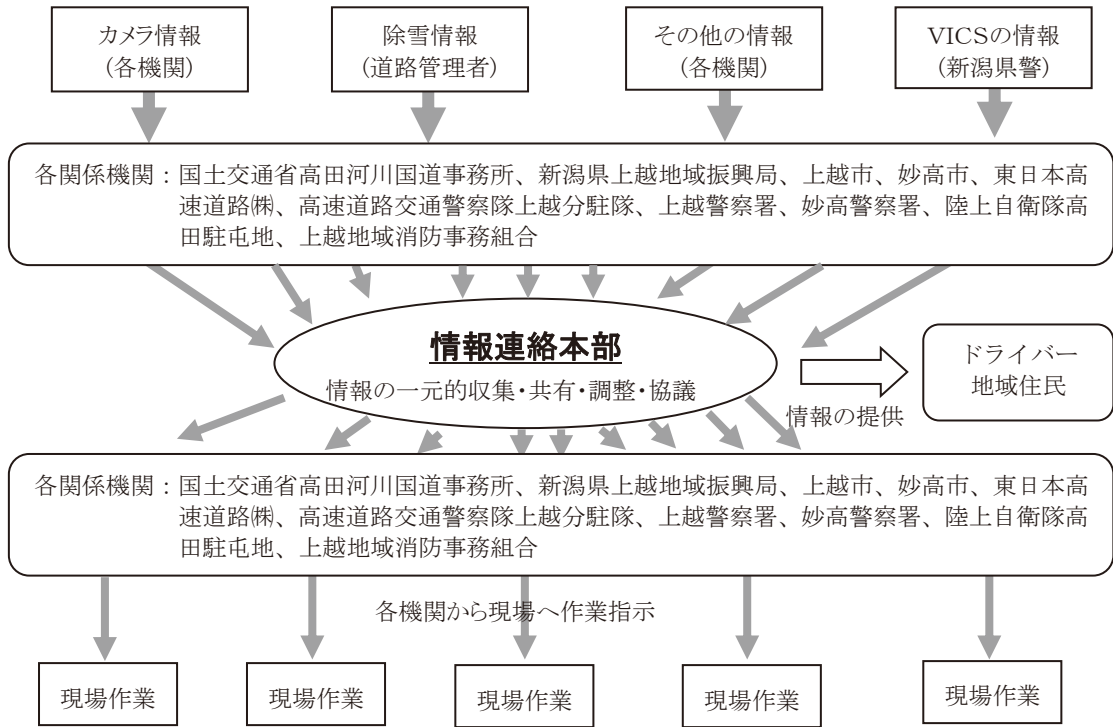 カメラ情報
(各機関)
除雪情報
(道路管理者)
その他の情報
(各機関)
VICSの情報
(新潟県警)
各関係機関：国土交通省高田河川国道事務所、新潟県上越地域振興局、上越市、妙高市、東日本高
速道路㈱、高速道路交通警察隊上越分駐隊、上越警察署、妙高警察署、陸上自衛隊高
田駐屯地、上越地域消防事務組合
情報連絡本部
情報の一元的収集・共有・調整・協議
情報の提供
ドライバー
地域住民
各関係機関：国土交通省高田河川国道事務所、新潟県上越地域振興局、上越市、妙高市、東日本高
速道路㈱、高速道路交通警察隊上越分駐隊、上越警察署、妙高警察署、陸上自衛隊高
田駐屯地、上越地域消防事務組合
各機関から現場へ作業指示
現場作業
現場作業
現場作業
現場作業
現場作業